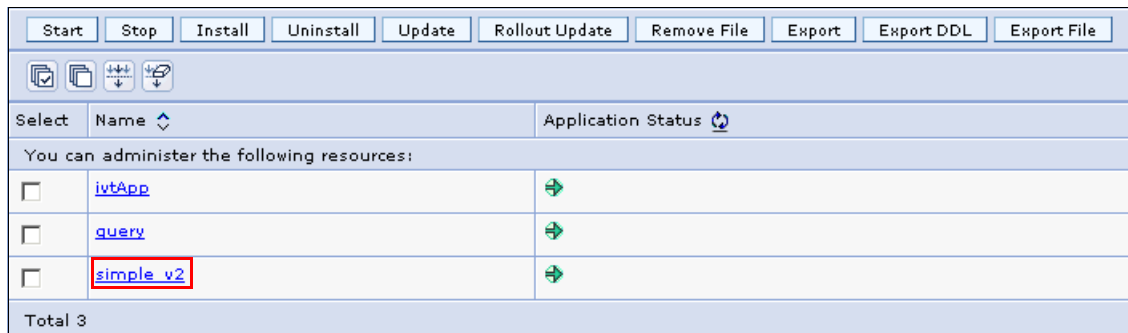 Start Stop Install Uninstall Update Rollout Update Remove File Export Export DDL Export File
Select Name Application Status
You can administer the following resources:
ivtApp
query
simple_v2
Total 3